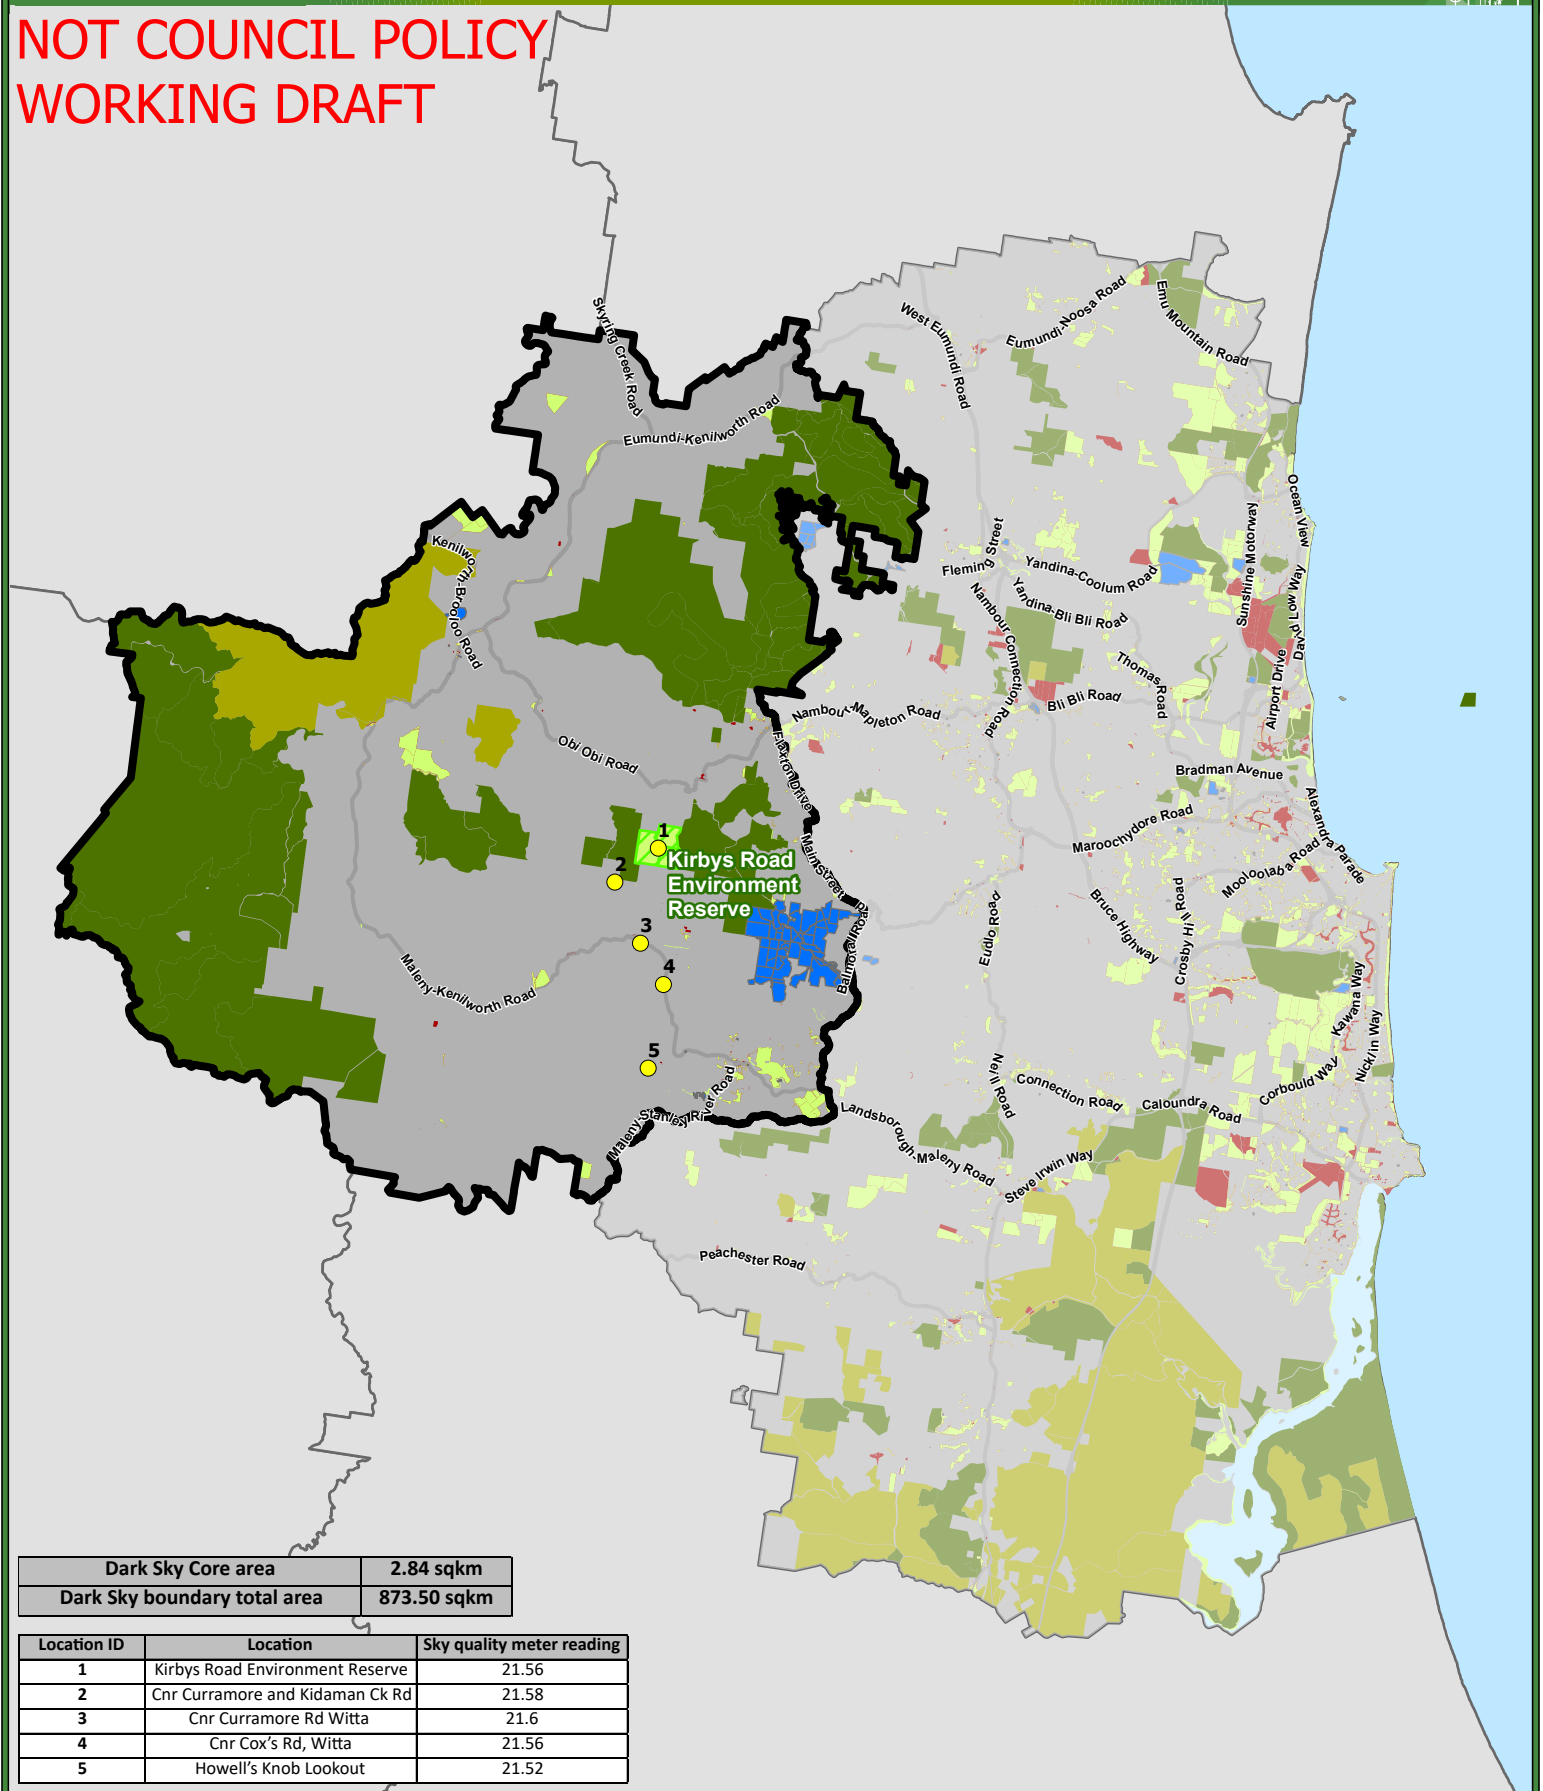 NOT COUNCIL POLICY
WORKING DRAFT
Skyring Creek Road
West Eumundi Road
Eumundi-Noosa Road
Emu Mountain Road
Eumundi-Kenilworth Road
Ocean View
Kenilworth-Brooloo Road
Fleming Street
Yandina-Coolum Road
Sunshine Motorway
Yandina-Bli Bli Road
Nambour Connection Road
David Low Way
Thomas Road
Airport Drive
Nambour-Mapleton Road
Bli Bli Road
Obi Obi Road
Flaxton Drive
Bradman Avenue
Alexandra Parade
Maroochydore Road
Main Street
Mooloolaba Road
1
Kirbys Road
Environment
Reserve
2
3
4
5
Balmoral Road
Eudlo Road
Bruce Highway
Crosby Hill Road
Kawana Way
Nicklin Way
Maleny-Kenilworth Road
Maleny-Stanley River Road
Neill Road
Connection Road
Caloundra Road
Corbould Way
Landsborough-Maleny Road
Steve Irwin Way
Peachester Road
Dark Sky Core area 2.84 sqkm
Dark Sky boundary total area 873.50 sqkm
Location ID Location Sky quality meter reading
1 Kirbys Road Environment Reserve 21.56
2 Cnr Curramore and Kidaman Ck Rd 21.58
3 Cnr Curramore Rd Witta 21.6
4 Cnr Cox's Rd, Witta 21.56
5 Howell's Knob Lookout 21.52